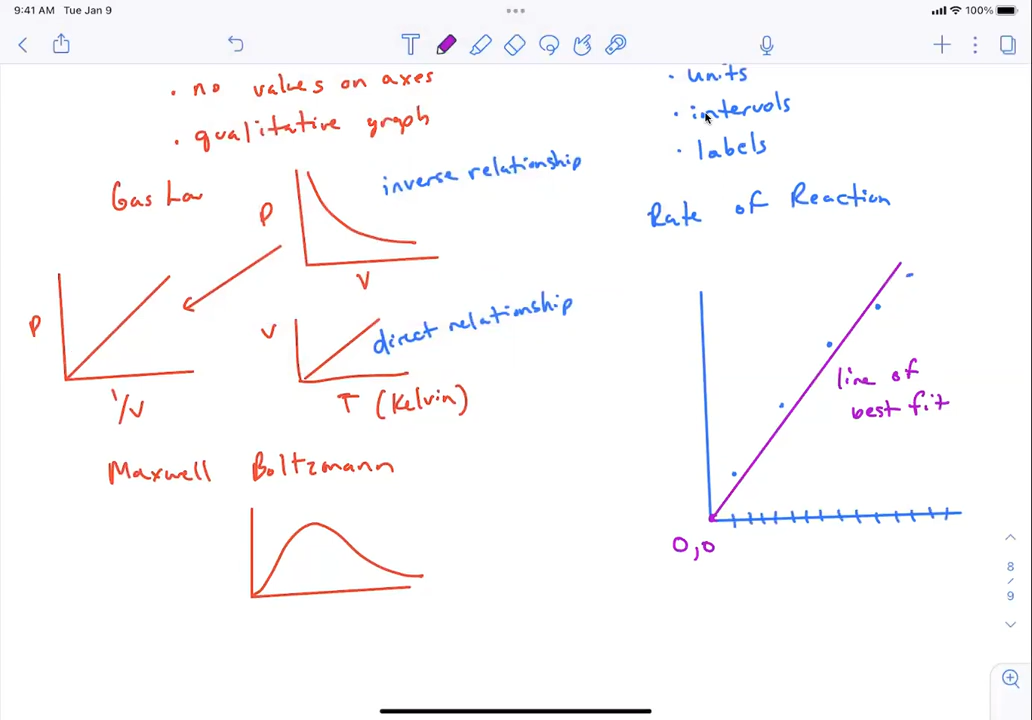 9:41 AM Tue Jan 9
100%
T
• no values on axes
• qualitative graph
• units
• intervals
• labels
Gas Law
P
V
inverse relationship
P
1/V
V
T (Kelvin)
direct relationship
Maxwell Boltzmann
Rate of Reaction
line of
best fit
0,0
8
/
9